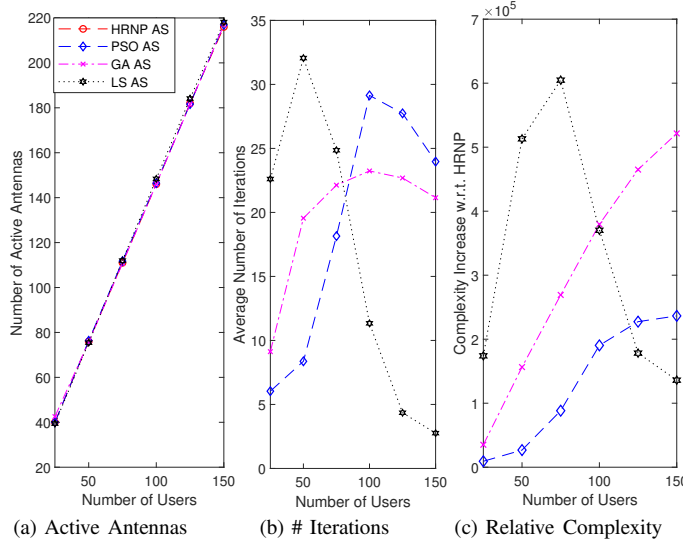 220
200
180
160
140
120
100
80
60
40
20
50
100
150
Number of Active Antennas
Number of Users
HRNP AS
PSO AS
GA AS
LS AS
(a) Active Antennas
35
30
25
20
15
10
5
0
50
100
150
Average Number of Iterations
Number of Users
(b) # Iterations
×10⁵
7
6
5
4
3
2
1
0
50
100
150
Complexity Increase w.r.t. HRNP
Number of Users
(c) Relative Complexity